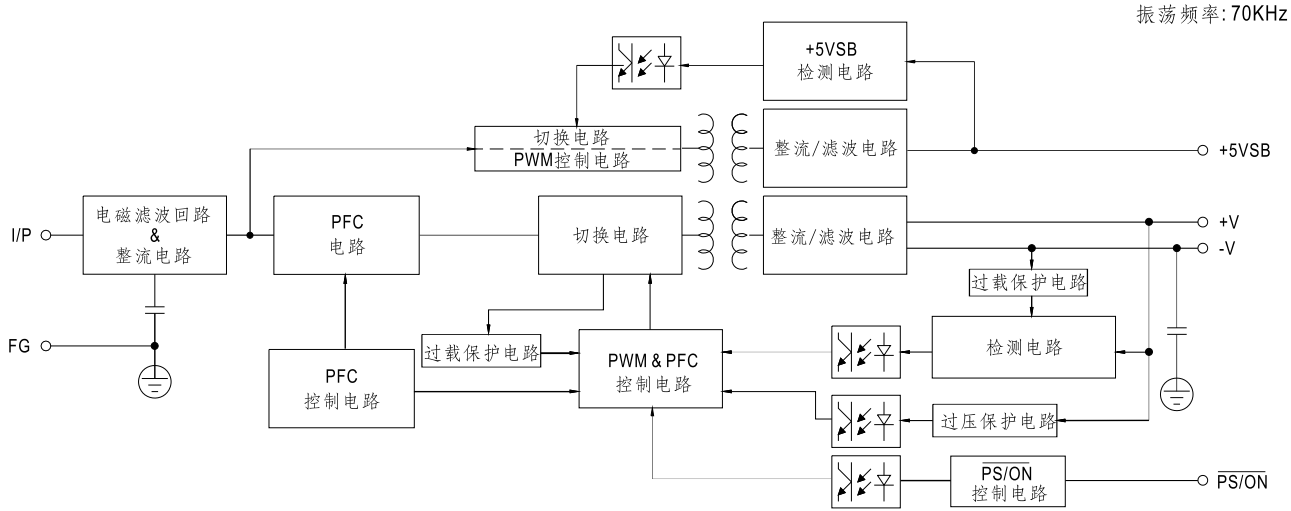 振荡频率:70KHz
+5VSB
检测电路
切换电路
PWM控制电路
整流/滤波电路
+5VSB
I/P
电磁滤波回路
&
整流电路
PFC
电路
切换电路
整流/滤波电路
+V
-V
过载保护电路
FG
过载保护电路
PWM & PFC
控制电路
检测电路
PFC
控制电路
过压保护电路
PS/ON
控制电路
PS/ON